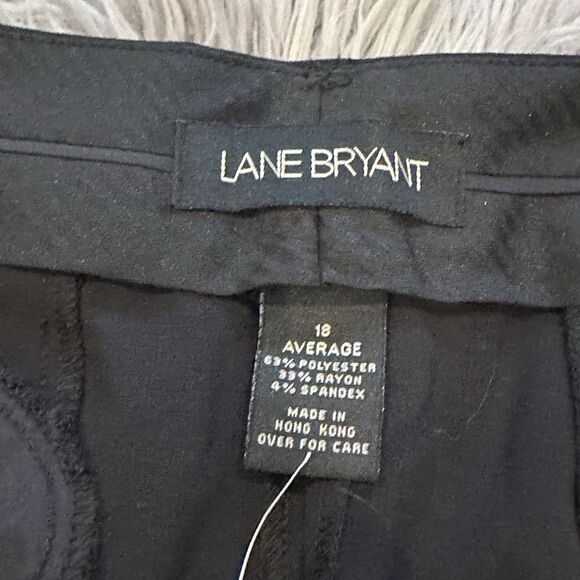 LANE BRYANT
18
AVERAGE
63% POLYESTER
33% RAYON
4% SPANDEX
MADE IN
HONG KONG
OVER FOR CARE